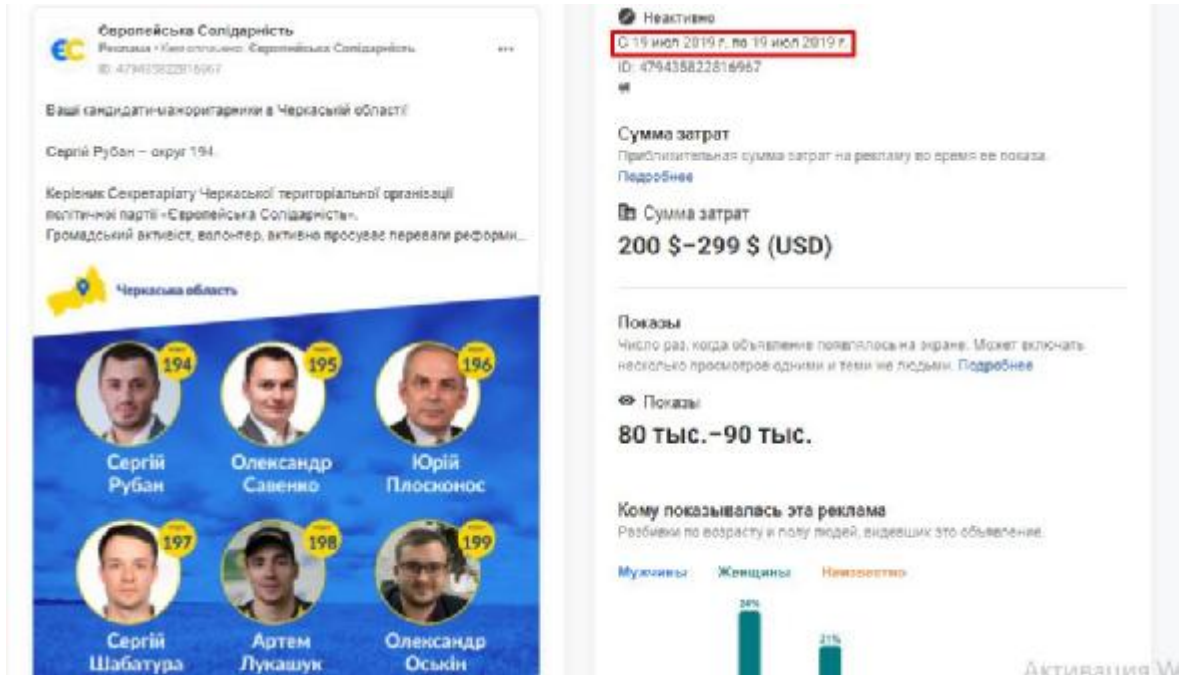 Європейська Солідарність
Реклама • Ким оплачено: Європейська Солідарність
ID: 479435822816967
Ваші кандидати-мажоритарники в Черкаській області!
Сергій Рубан – округ 194.
Керівник Секретаріату Черкаської територіальної організації
політичної партії «Європейська Солідарність».
Громадський активіст, волонтер, активно просуває переваги реформи...
Черкаська область
194
195
196
Сергій
Рубан
Олександр
Савенко
Юрій
Плосконос
197
198
199
Сергій
Шабатура
Артем
Лукашук
Олександр
Оськін
Неактивно
С 19 июл 2019 г. по 19 июл 2019 г.
ID: 479435822816967
Сумма затрат
Приблизительная сумма затрат на рекламу во время ее показа.
Подробнее
Сумма затрат
200 $–299 $ (USD)
Показы
Число раз, когда объявление появлялось на экране. Может включать
несколько просмотров одними и теми же людьми. Подробнее
Показы
80 тыс.–90 тыс.
Кому показывалась эта реклама
Разбивки по возрасту и полу людей, видевших это объявление.
Мужчины Женщины Неизвестно
21%
Активация W